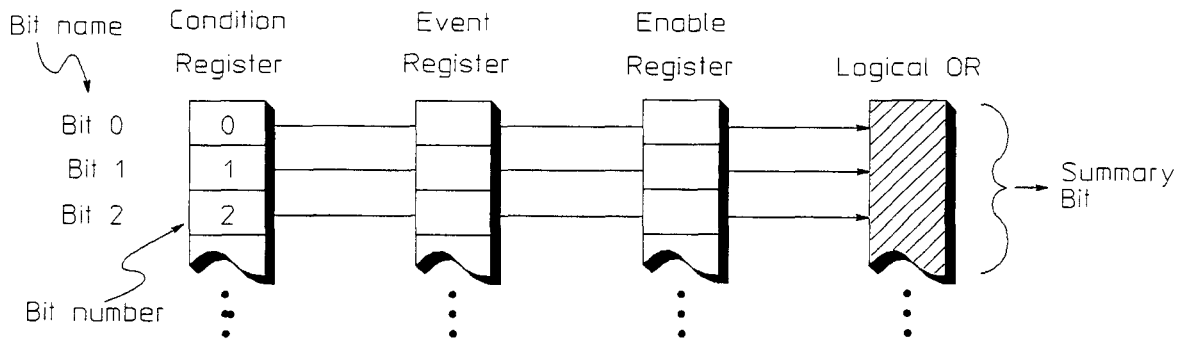 Bit name
Condition
Register
Event
Register
Enable
Register
Logical OR
Bit 0
0
Bit 1
1
Bit 2
2
Summary
Bit
Bit number